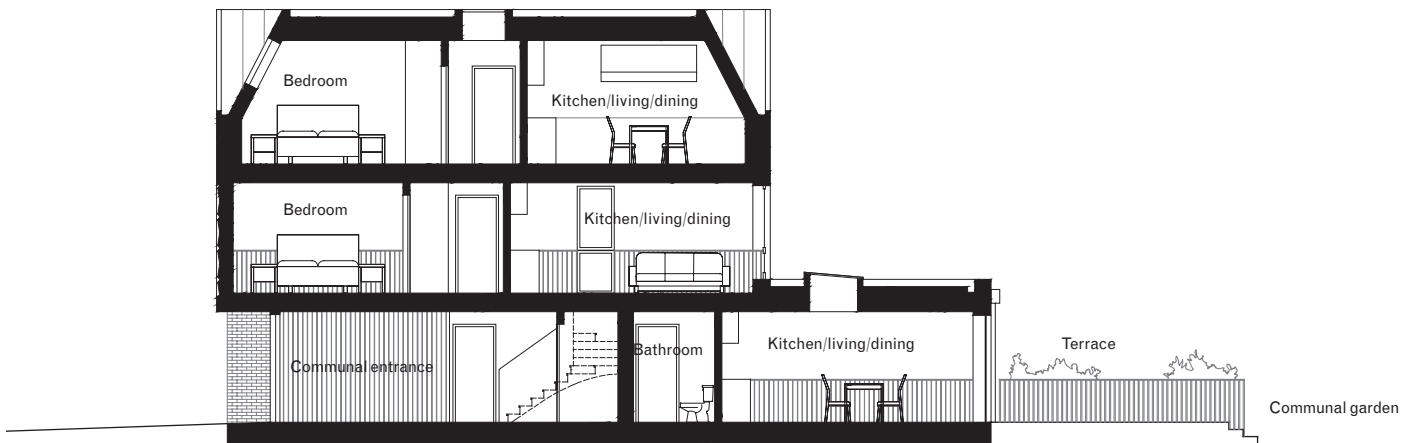 Bedroom
Kitchen/living/dining
Bedroom
Kitchen/living/dining
Communal entrance
Bathroom
Kitchen/living/dining
Terrace
Communal garden